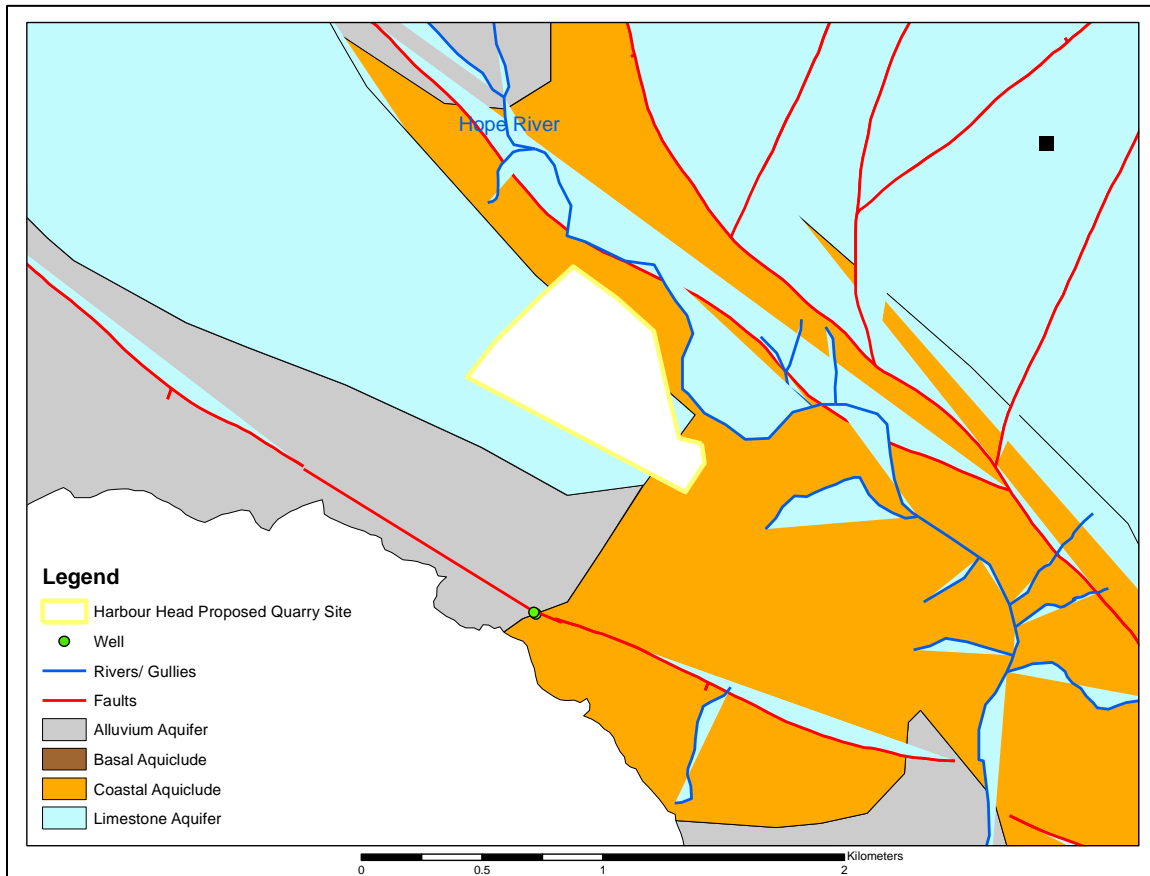 Hope River
Legend
Harbour Head Proposed Quarry Site
Well
Rivers/ Gullies
Faults
Alluvium Aquifer
Basal Aquiclude
Coastal Aquiclude
Limestone Aquifer
Kilometers
0 0.5 1 2